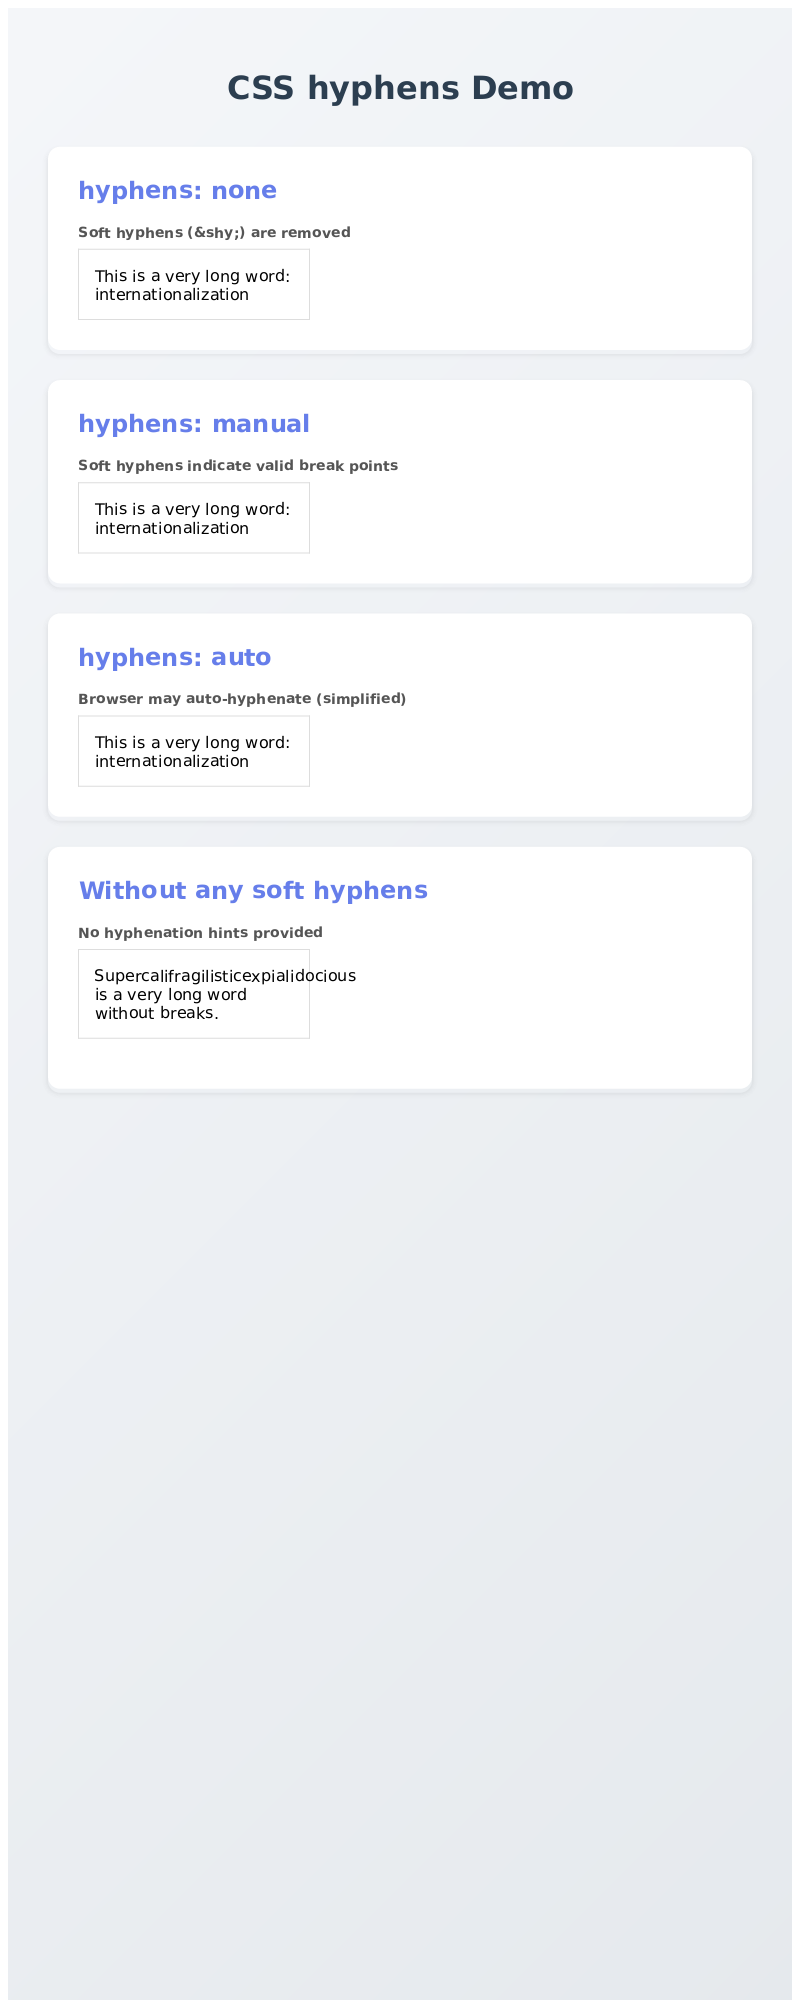 CSS hyphens Demo
hyphens: none
Soft hyphens (&shy;) are removed
This is a very long word:
internationalization
hyphens: manual
Soft hyphens indicate valid break points
This is a very long word:
internationalization
hyphens: auto
Browser may auto-hyphenate (simplified)
This is a very long word:
internationalization
Without any soft hyphens
No hyphenation hints provided
Supercalifragilisticexpialidocious
is a very long word
without breaks.